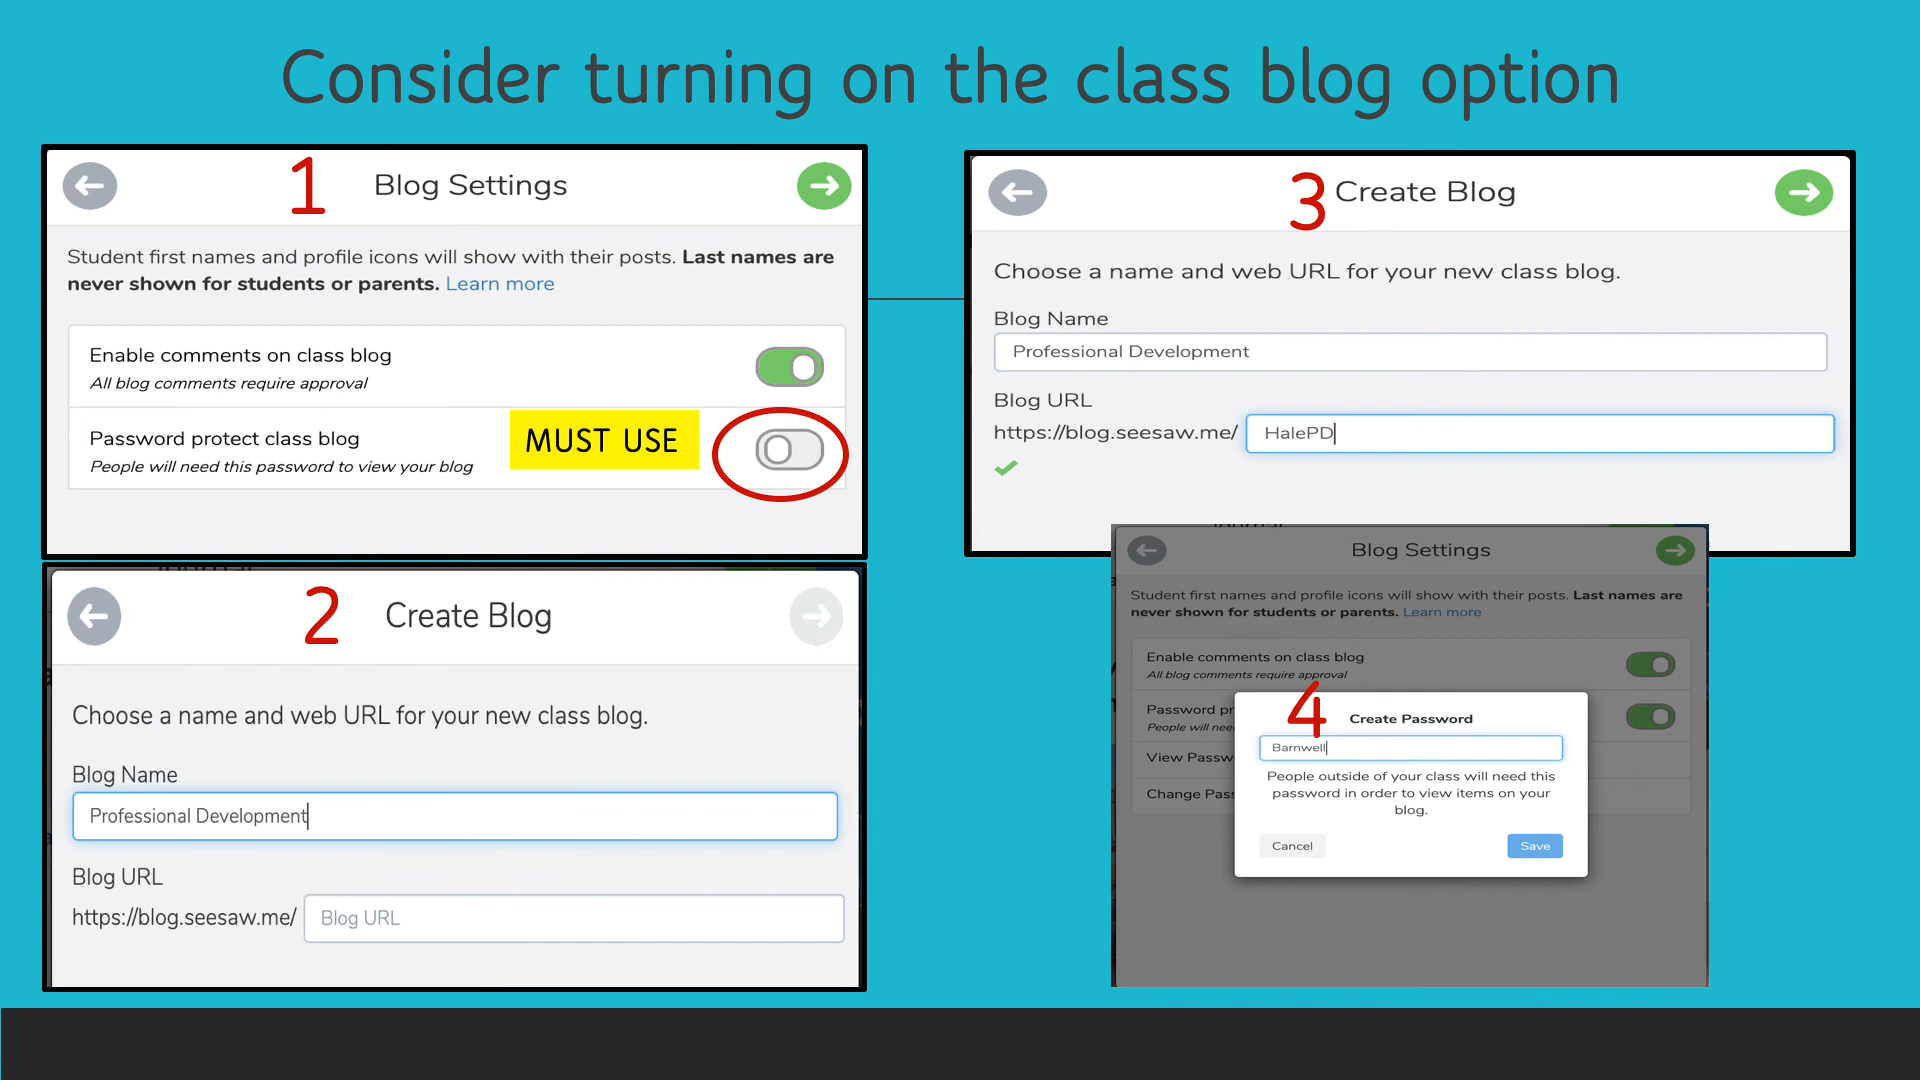 Consider turning on the class blog option
1
Blog Settings
Student first names and profile icons will show with their posts. Last names are
never shown for students or parents. Learn more
Enable comments on class blog
All blog comments require approval
Password protect class blog
People will need this password to view your blog
MUST USE
2
Create Blog
Choose a name and web URL for your new class blog.
Blog Name
Professional Development
Blog URL
https://blog.seesaw.me/ Blog URL
3
Create Blog
Choose a name and web URL for your new class blog.
Blog Name
Professional Development
Blog URL
https://blog.seesaw.me/ HalePD
Blog Settings
Student first names and profile icons will show with their posts. Last names are
never shown for students or parents. Learn more
Enable comments on class blog
All blog comments require approval
Password pr
People will nee
View Passw
Change Pas
4
Create Password
Barnwell
People outside of your class will need this
password in order to view items on your
blog.
Cancel
Save